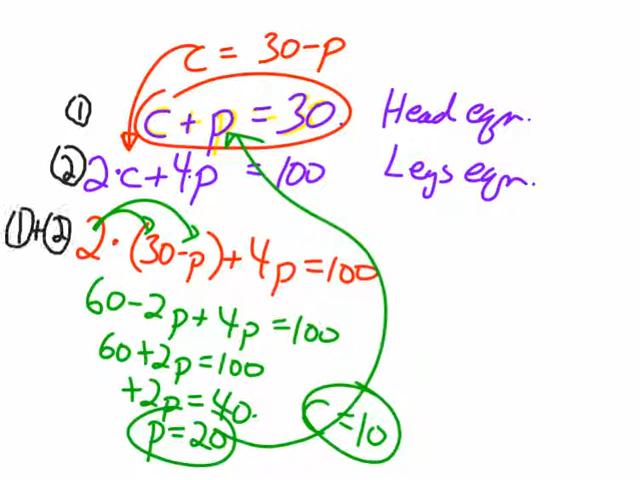 c = 30-p
① c + p = 30. Head eqn.
② 2·c + 4·p = 100 Legs eqn.
①+② 2·(30-p)+4p=100
60-2p+4p=100
60+2p=100
+2p=40.
p=20 c=10